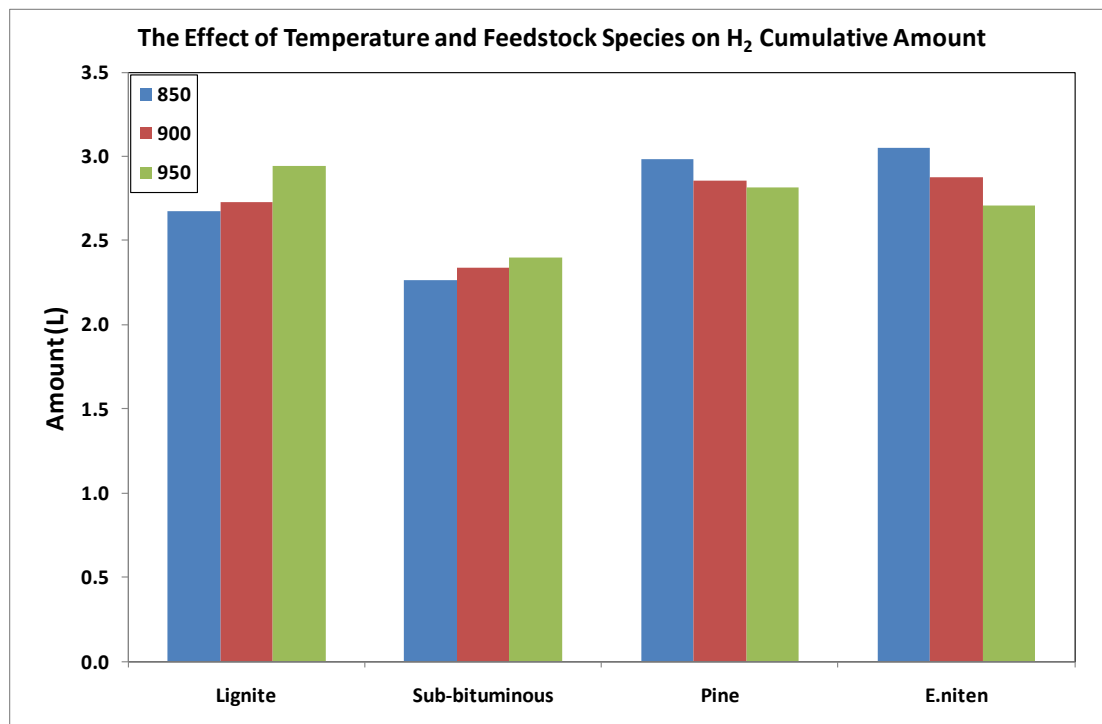 The Effect of Temperature and Feedstock Species on H₂ Cumulative Amount
3.5
3.0
2.5
2.0
1.5
1.0
0.5
0.0
Amount (L)
850
900
950
Lignite
Sub-bituminous
Pine
E.niten